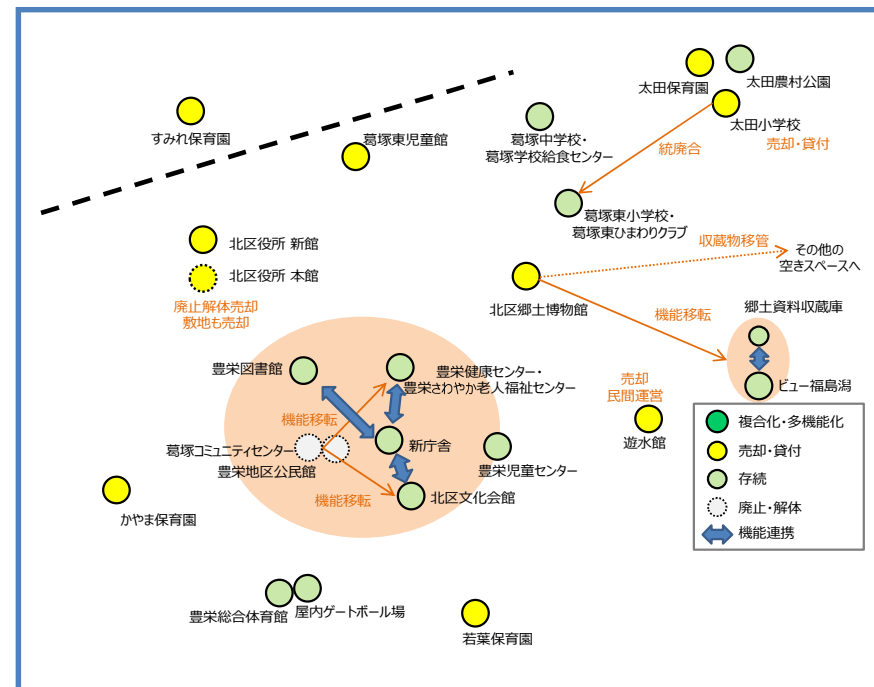 太田保育園
太田農村公園
太田小学校
売却・貸付
すみれ保育園
葛塚東児童館
葛塚中学校・
葛塚学校給食センター
統廃合
葛塚東小学校・
葛塚東ひまわりクラブ
北区役所 新館
北区役所 本館
廃止解体売却
敷地も売却
収蔵物移管
その他の
空きスペースへ
北区郷土博物館
機能移転
郷土資料収蔵庫
ビュー福島潟
豊栄図書館
豊栄健康センター・
豊栄さわやか老人福祉センター
機能移転
葛塚コミュニティセンター
豊栄地区公民館
新庁舎
機能移転
北区文化会館
豊栄児童センター
売却
民間運営
遊水館
複合化・多機能化
売却・貸付
存続
廃止・解体
機能連携
かやま保育園
豊栄総合体育館
屋内ゲートボール場
若葉保育園